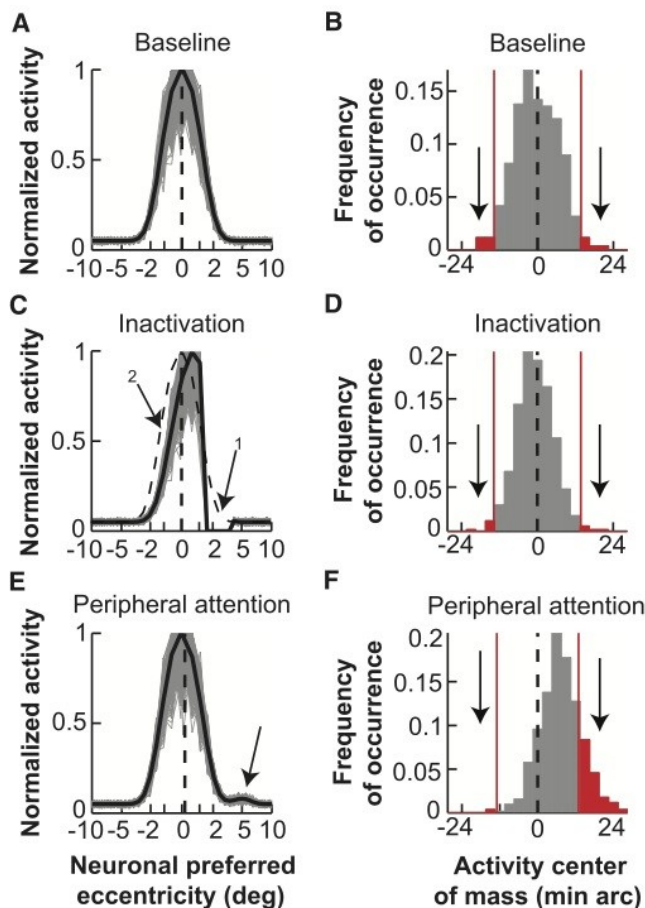 A
Baseline
Normalized activity
1
0.5
0
-10 -5 -2 0 2 5 10
B
Baseline
Frequency
of occurrence
0.15
0.1
0.05
0
-24 0 24
C
Inactivation
Normalized activity
1
0.5
0
2
1
-10 -5 -2 0 2 5 10
D
Inactivation
Frequency
of occurrence
0.2
0.15
0.1
0.05
0
-24 0 24
E
Peripheral attention
Normalized activity
1
0.5
0
-10 -5 -2 0 2 5 10
Neuronal preferred
eccentricity (deg)
F
Peripheral attention
Frequency
of occurrence
0.2
0.15
0.1
0.05
0
-24 0 24
Activity center
of mass (min arc)